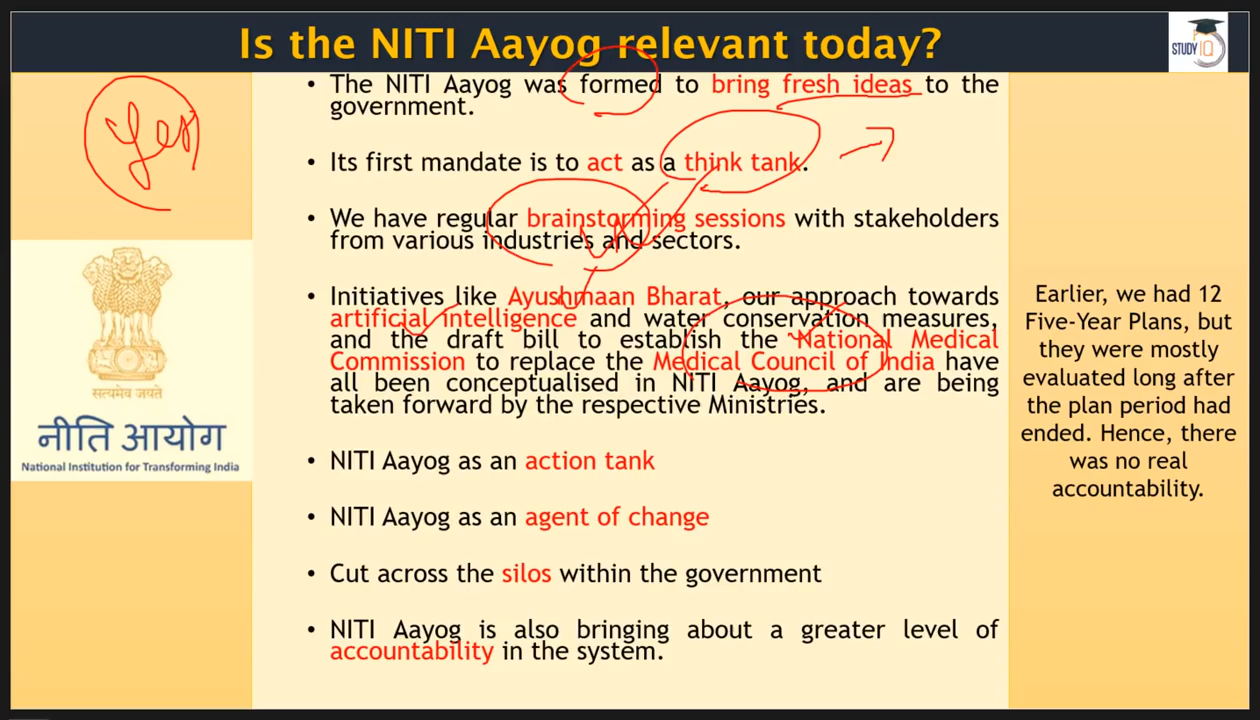 Is the NITI Aayog relevant today?
STUDY IQ
Yes
• The NITI Aayog was formed to bring fresh ideas to the
government.
• Its first mandate is to act as a think tank.
• We have regular brainstorming sessions with stakeholders
from various industries and sectors.
• Initiatives like Ayushmaan Bharat, our approach towards
artificial intelligence and water conservation measures,
and the draft bill to establish the National Medical
Commission to replace the Medical Council of India have
all been conceptualised in NITI Aayog, and are being
taken forward by the respective Ministries.
• NITI Aayog as an action tank
• NITI Aayog as an agent of change
• Cut across the silos within the government
• NITI Aayog is also bringing about a greater level of
accountability in the system.
सत्यमेव जयते
नीति आयोग
National Institution for Transforming India
Earlier, we had 12
Five-Year Plans, but
they were mostly
evaluated long after
the plan period had
ended. Hence, there
was no real
accountability.